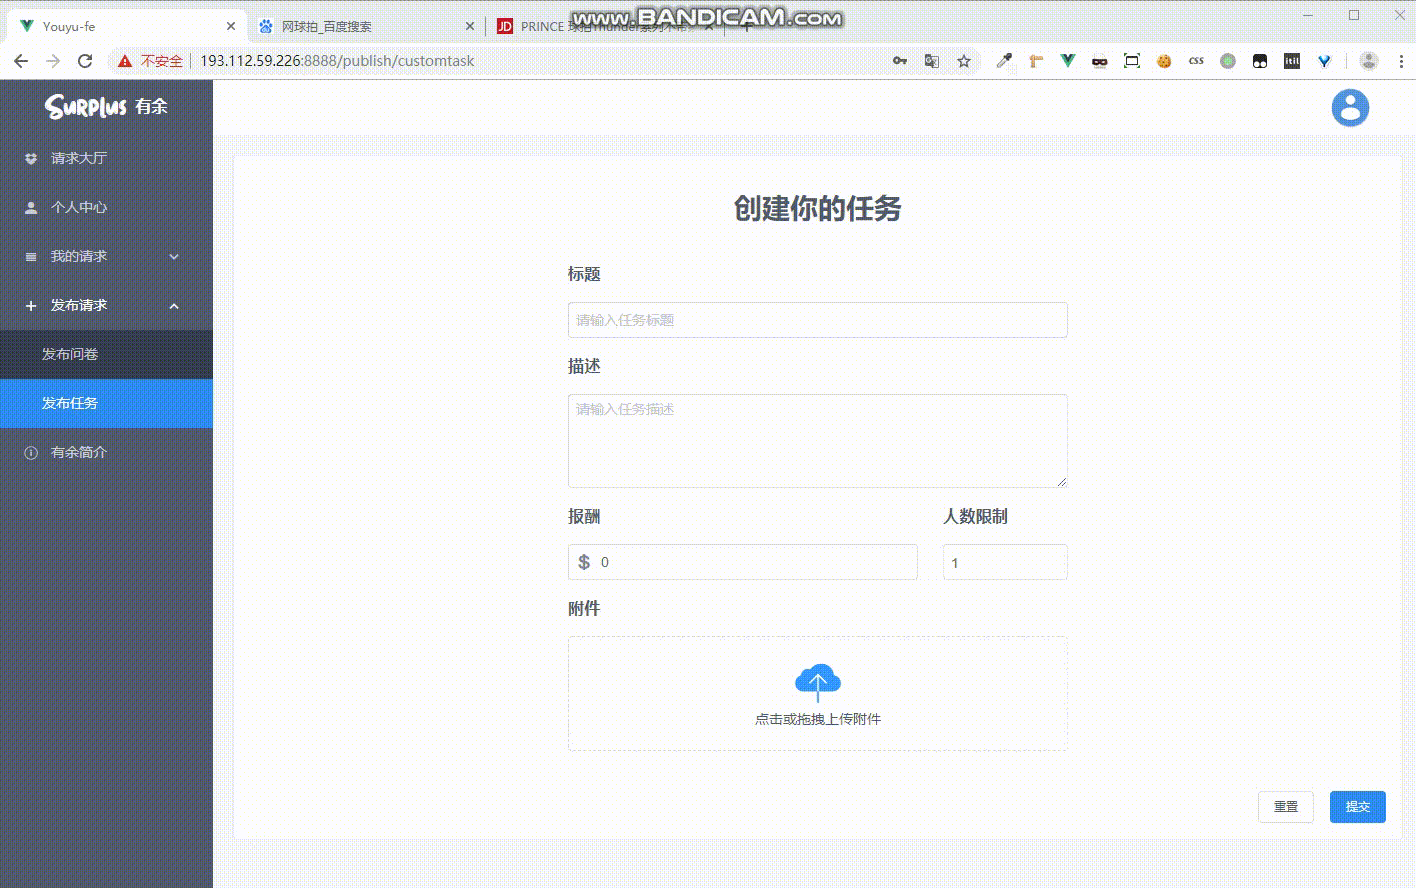 Youyu-fe
网球拍_百度搜索
PRINCE 球拍Thunder系列不带
www.BANDICAM.com
不安全
193.112.59.226:8888/publish/customtask
css
itil
Surplus 有余
请求大厅
个人中心
我的请求
发布请求
发布问卷
发布任务
有余简介
创建你的任务
标题
请输入任务标题
描述
请输入任务描述
报酬
人数限制
$ 0
1
附件
点击或拖拽上传附件
重置
提交